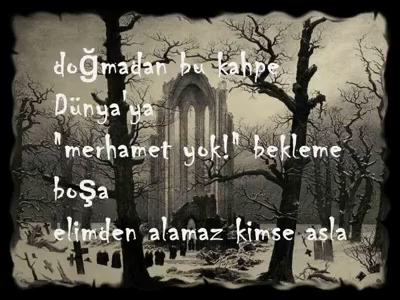 doğmadan bu kahpe
Dünya'ya
"merhamet yok!" bekleme
boşa
elimden alamaz kimse asla